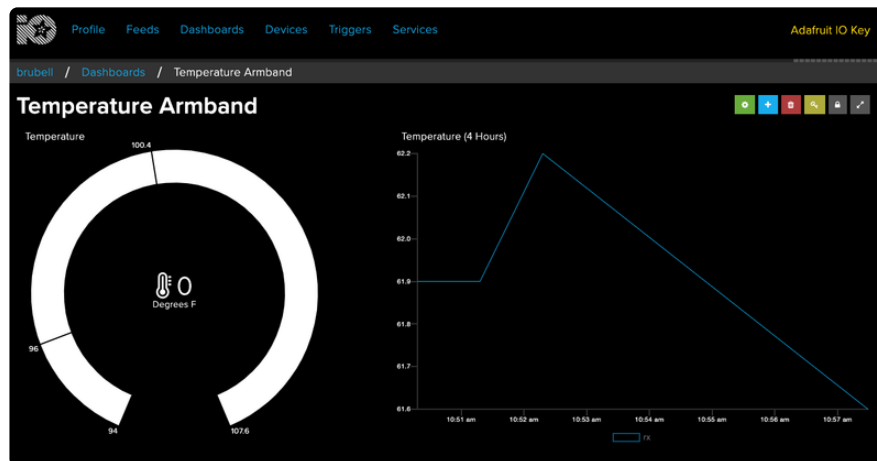 Profile Feeds Dashboards Devices Triggers Services Adafruit IO Key
brubell / Dashboards / Temperature Armband
Temperature Armband
Temperature
100.4
0
Degrees F
96
94
107.6
Temperature (4 Hours)
62.2
62.1
62.0
61.9
61.8
61.7
61.6
10:51 am 10:52 am 10:53 am 10:54 am 10:55 am 10:56 am 10:57 am
rx